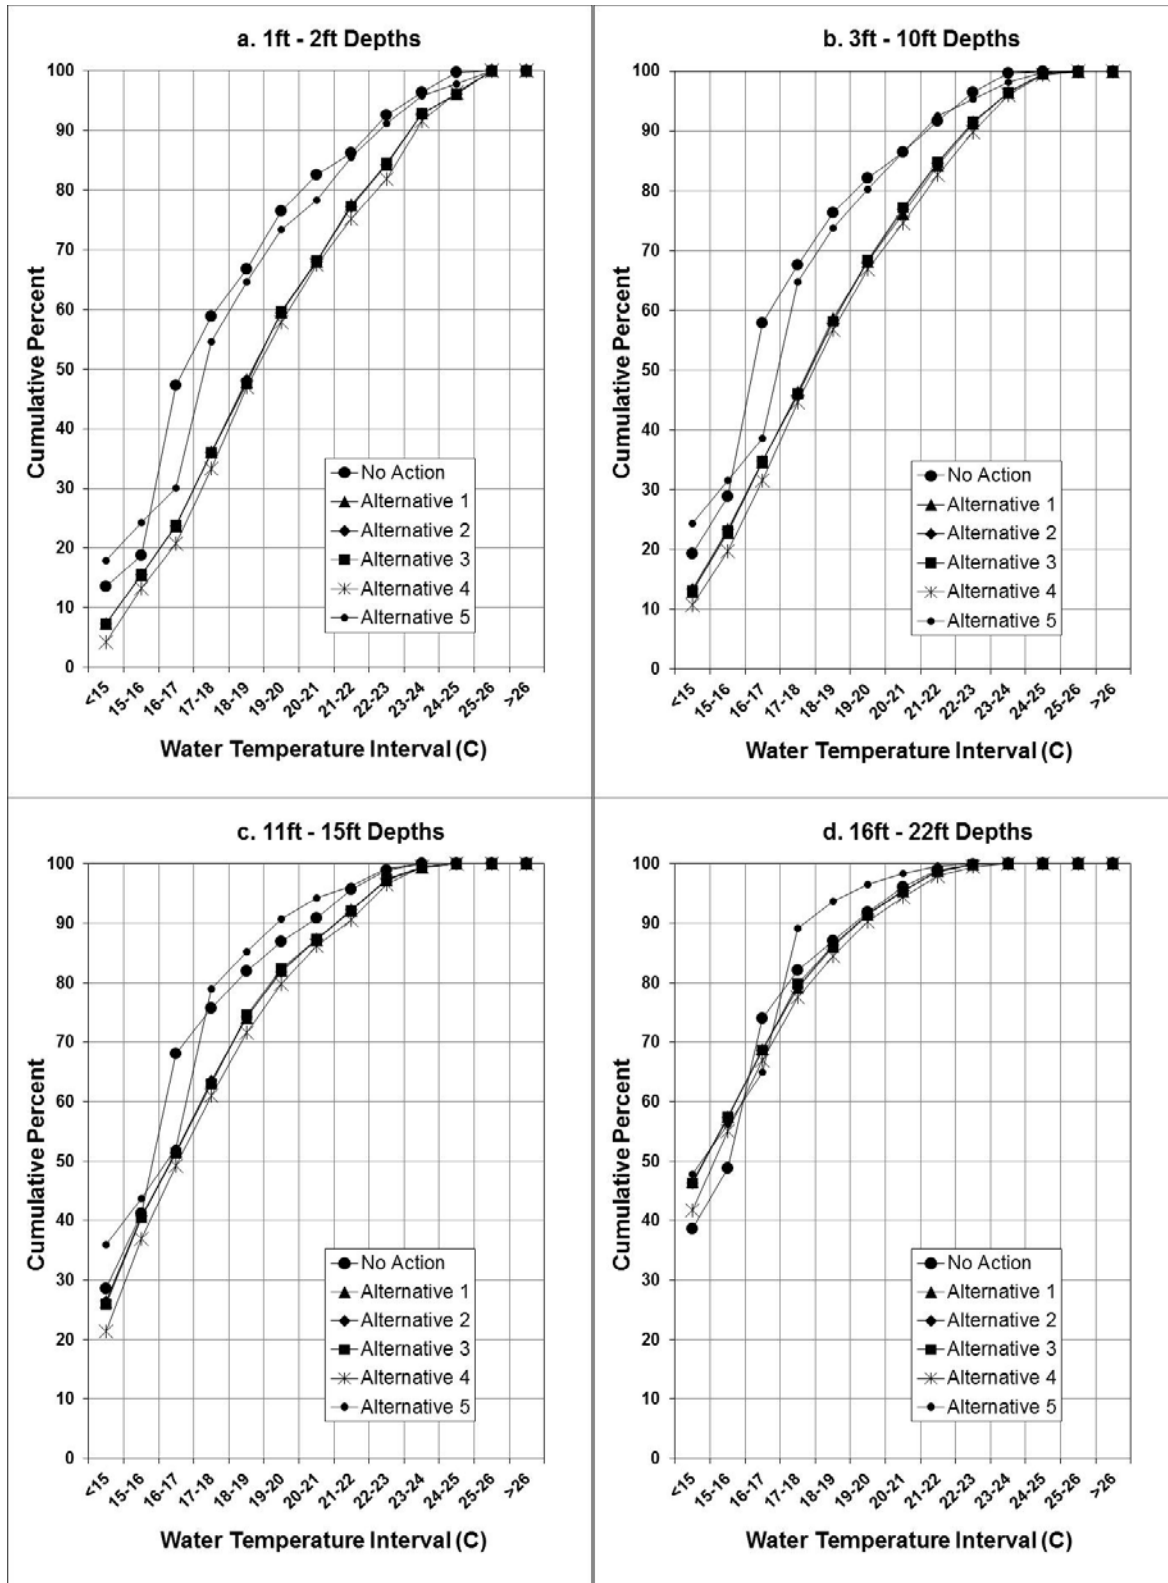 a. 1ft - 2ft Depths
100
90
80
70
60
50
40
30
20
10
0
Cumulative Percent
No Action
Alternative 1
Alternative 2
Alternative 3
Alternative 4
Alternative 5
<15
15-16
16-17
17-18
18-19
19-20
20-21
21-22
22-23
23-24
24-25
25-26
>26
Water Temperature Interval (C)
b. 3ft - 10ft Depths
100
90
80
70
60
50
40
30
20
10
0
Cumulative Percent
No Action
Alternative 1
Alternative 2
Alternative 3
Alternative 4
Alternative 5
<15
15-16
16-17
17-18
18-19
19-20
20-21
21-22
22-23
23-24
24-25
25-26
>26
Water Temperature Interval (C)
c. 11ft - 15ft Depths
100
90
80
70
60
50
40
30
20
10
0
Cumulative Percent
No Action
Alternative 1
Alternative 2
Alternative 3
Alternative 4
Alternative 5
<15
15-16
16-17
17-18
18-19
19-20
20-21
21-22
22-23
23-24
24-25
25-26
>26
Water Temperature Interval (C)
d. 16ft - 22ft Depths
100
90
80
70
60
50
40
30
20
10
0
Cumulative Percent
No Action
Alternative 1
Alternative 2
Alternative 3
Alternative 4
Alternative 5
<15
15-16
16-17
17-18
18-19
19-20
20-21
21-22
22-23
23-24
24-25
25-26
>26
Water Temperature Interval (C)